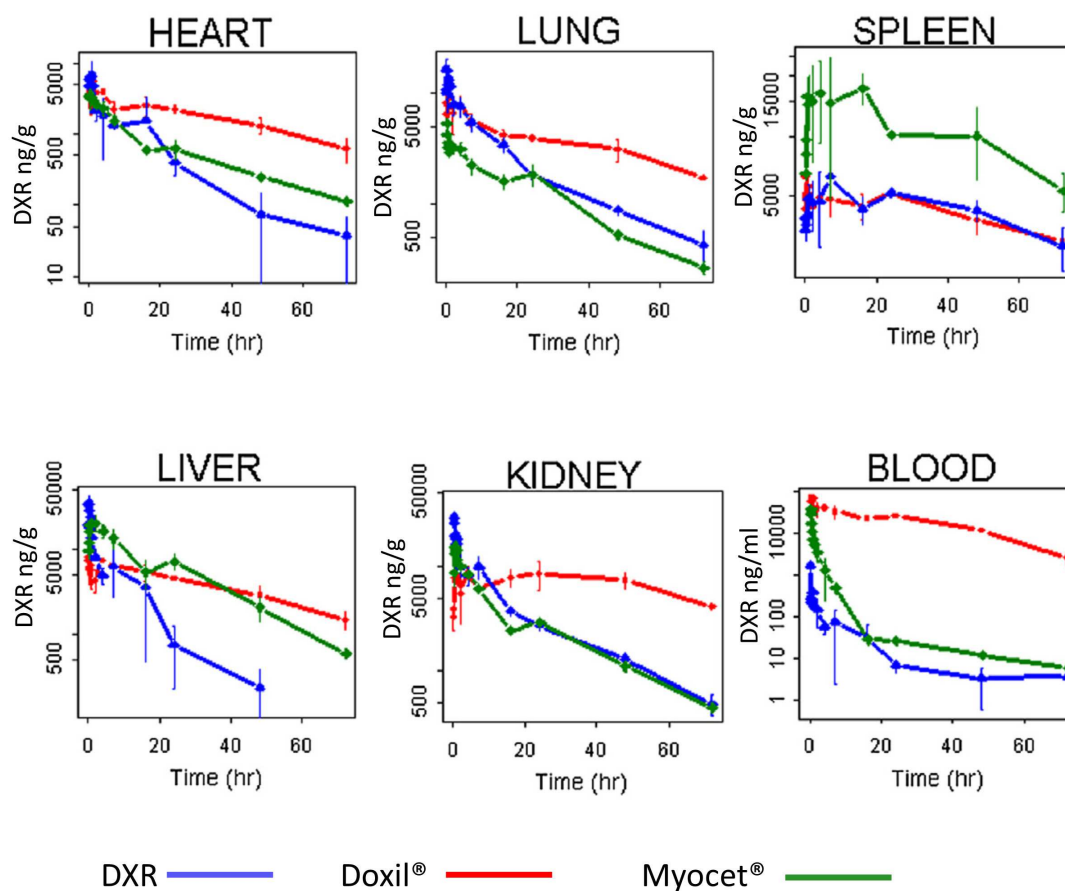 HEART
DXR ng/g
5000
500
50
10
0 20 40 60
Time (hr)
LUNG
DXR ng/g
5000
500
0 20 40 60
Time (hr)
SPLEEN
DXR ng/g
15000
5000
0 20 40 60
Time (hr)
LIVER
DXR ng/g
50000
5000
500
0 20 40 60
Time (hr)
KIDNEY
DXR ng/g
50000
5000
500
0 20 40 60
Time (hr)
BLOOD
DXR ng/ml
10000
100
10
1
0 20 40 60
Time (hr)
DXR Doxil® Myocet®